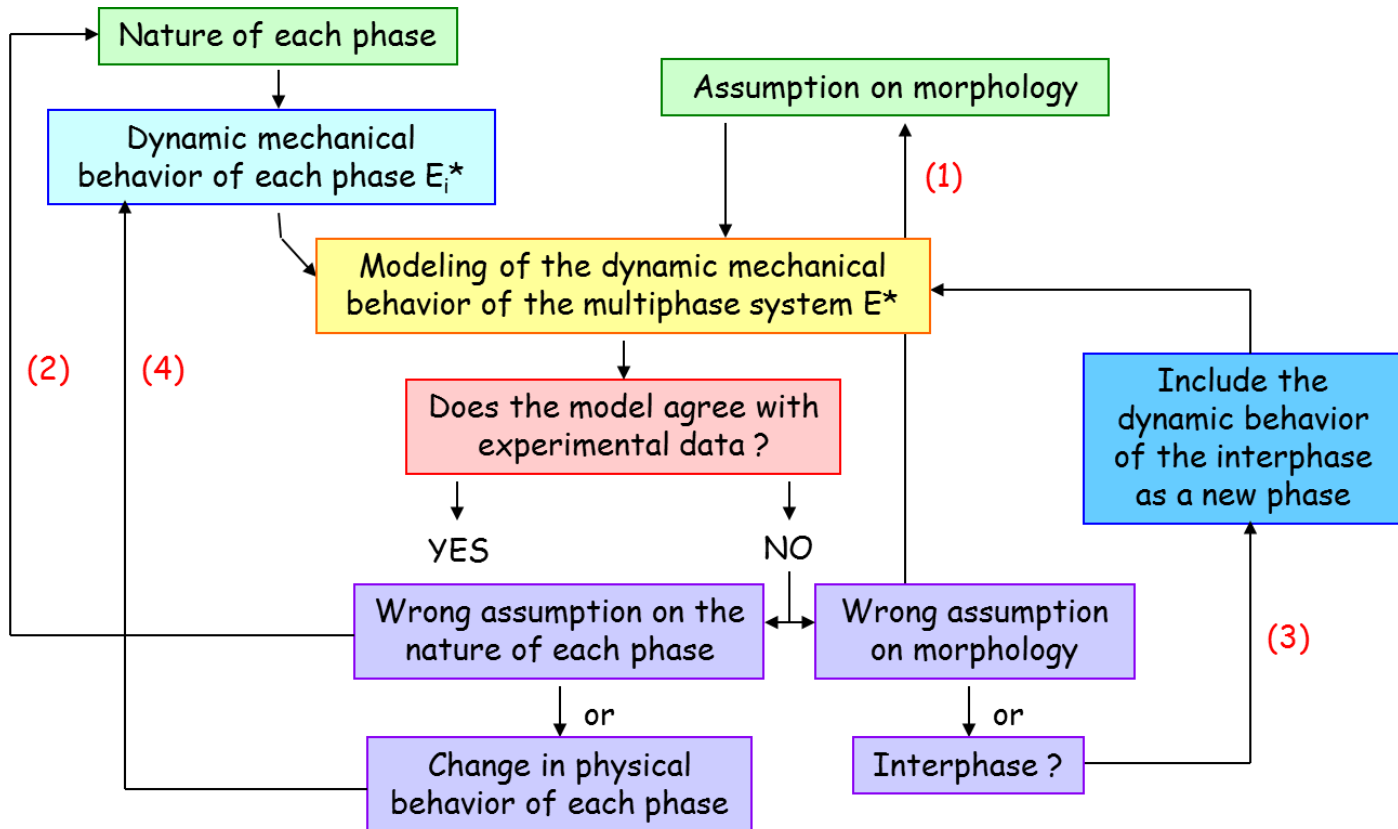 Nature of each phase
Assumption on morphology
Dynamic mechanical
behavior of each phase Ei*
(1)
Modeling of the dynamic mechanical
behavior of the multiphase system E*
(2)
(4)
Does the model agree with
experimental data ?
Include the
dynamic behavior
of the interphase
as a new phase
YES
NO
Wrong assumption on the
nature of each phase
Wrong assumption
on morphology
(3)
or
or
Change in physical
behavior of each phase
Interphase ?